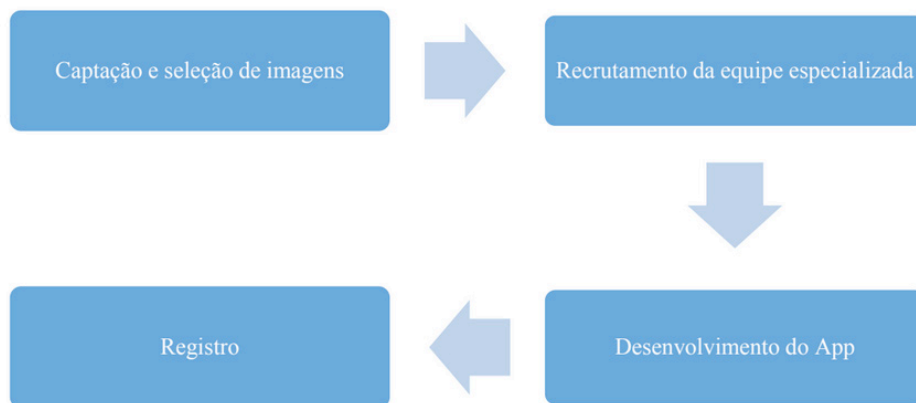 Captação e seleção de imagens
Recrutamento da equipe especializada
Desenvolvimento do App
Registro